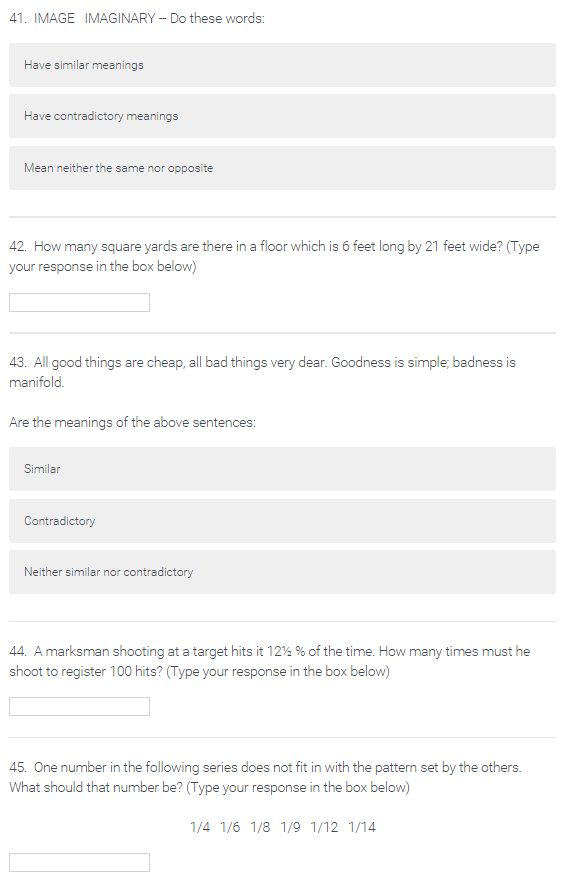 41. IMAGE IMAGINARY -- Do these words:
Have similar meanings
Have contradictory meanings
Mean neither the same nor opposite
42. How many square yards are there in a floor which is 6 feet long by 21 feet wide? (Type
your response in the box below)
43. All good things are cheap, all bad things very dear. Goodness is simple; badness is
manifold.
Are the meanings of the above sentences:
Similar
Contradictory
Neither similar nor contradictory
44. A marksman shooting at a target hits it 12½ % of the time. How many times must he
shoot to register 100 hits? (Type your response in the box below)
45. One number in the following series does not fit in with the pattern set by the others.
What should that number be? (Type your response in the box below)
1/4 1/6 1/8 1/9 1/12 1/14